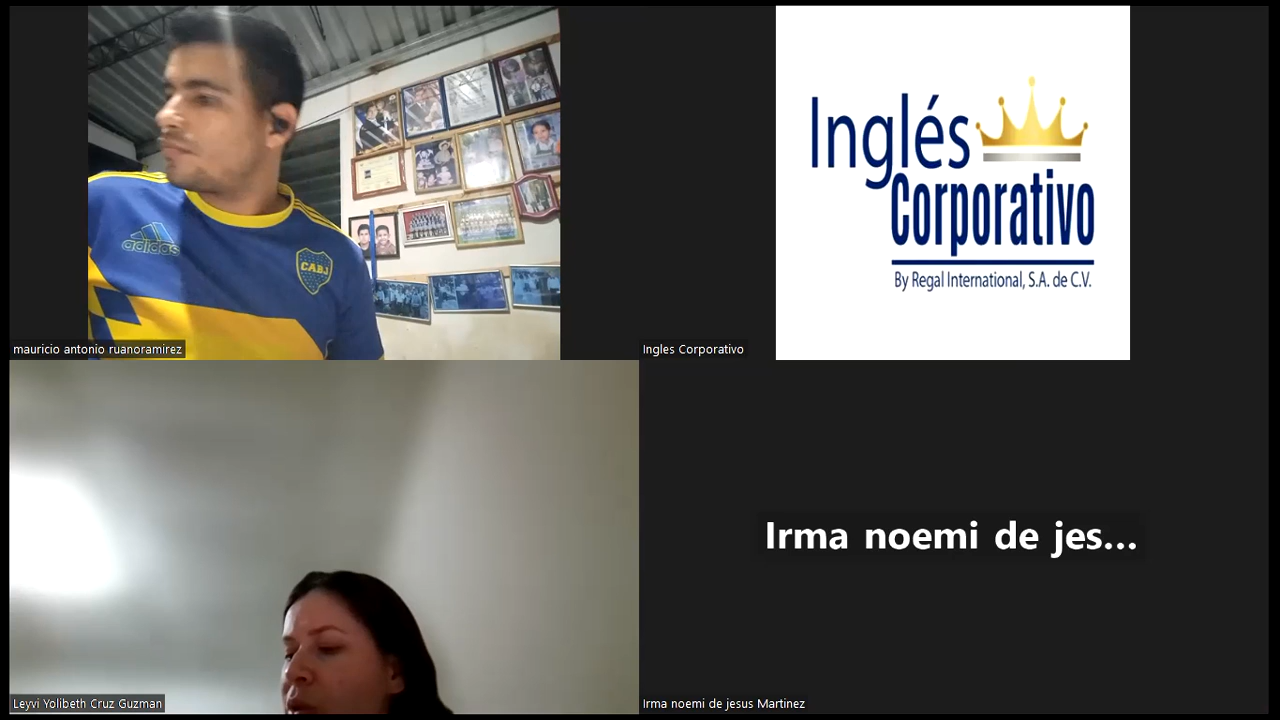 adidas
CABJ
mauricio antonio ruanoramirez
Inglés
Corporativo
By Regal International, S.A. de C.V.
Ingles Corporativo
Leyvi Yolibeth Cruz Guzman
Irma noemi de jes...
Irma noemi de jesus Martinez